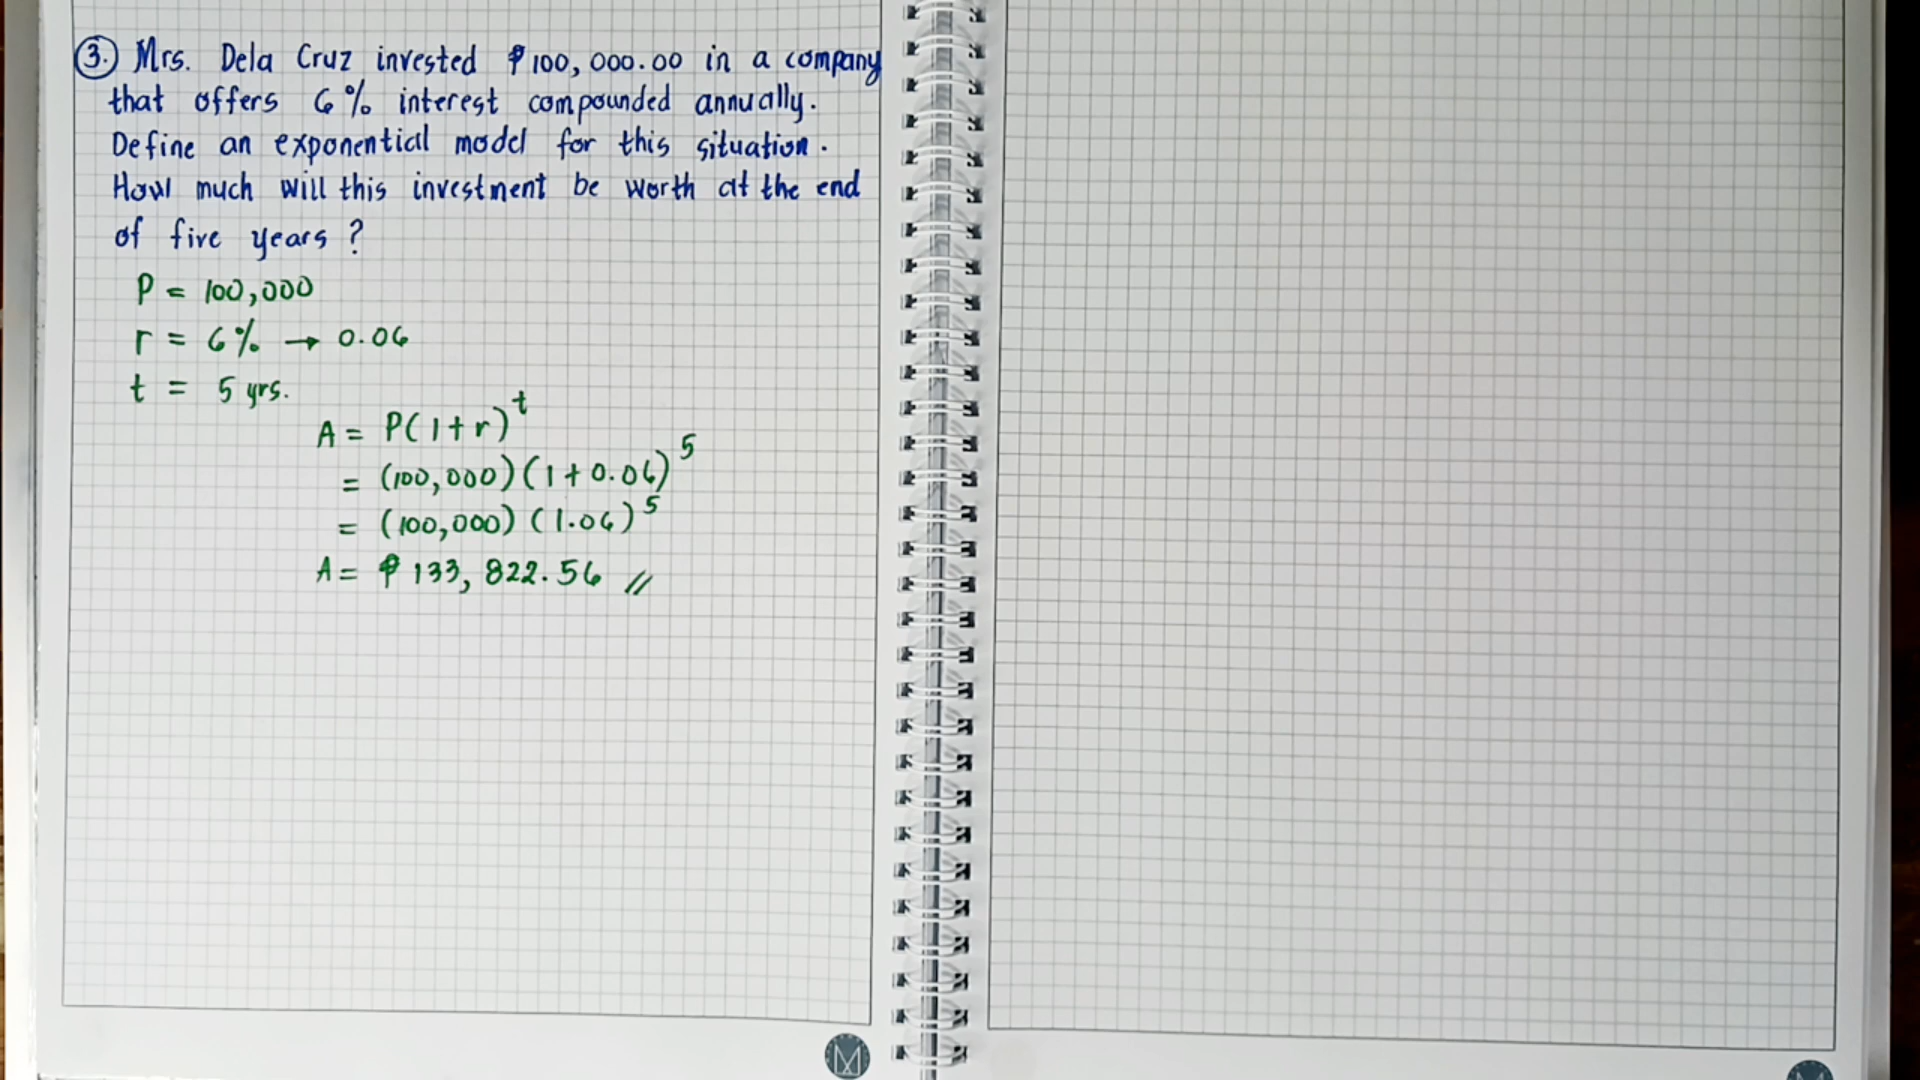 3. Mrs. Dela Cruz invested ₱100,000.00 in a company
that offers 6% interest compounded annually.
Define an exponential model for this situation.
How much will this investment be worth at the end
of five years?
P = 100,000
r = 6% → 0.06
t = 5 yrs.
A = P(1+r)^t
= (100,000)(1+0.06)^5
= (100,000)(1.06)^5
A = ₱133,822.56 //